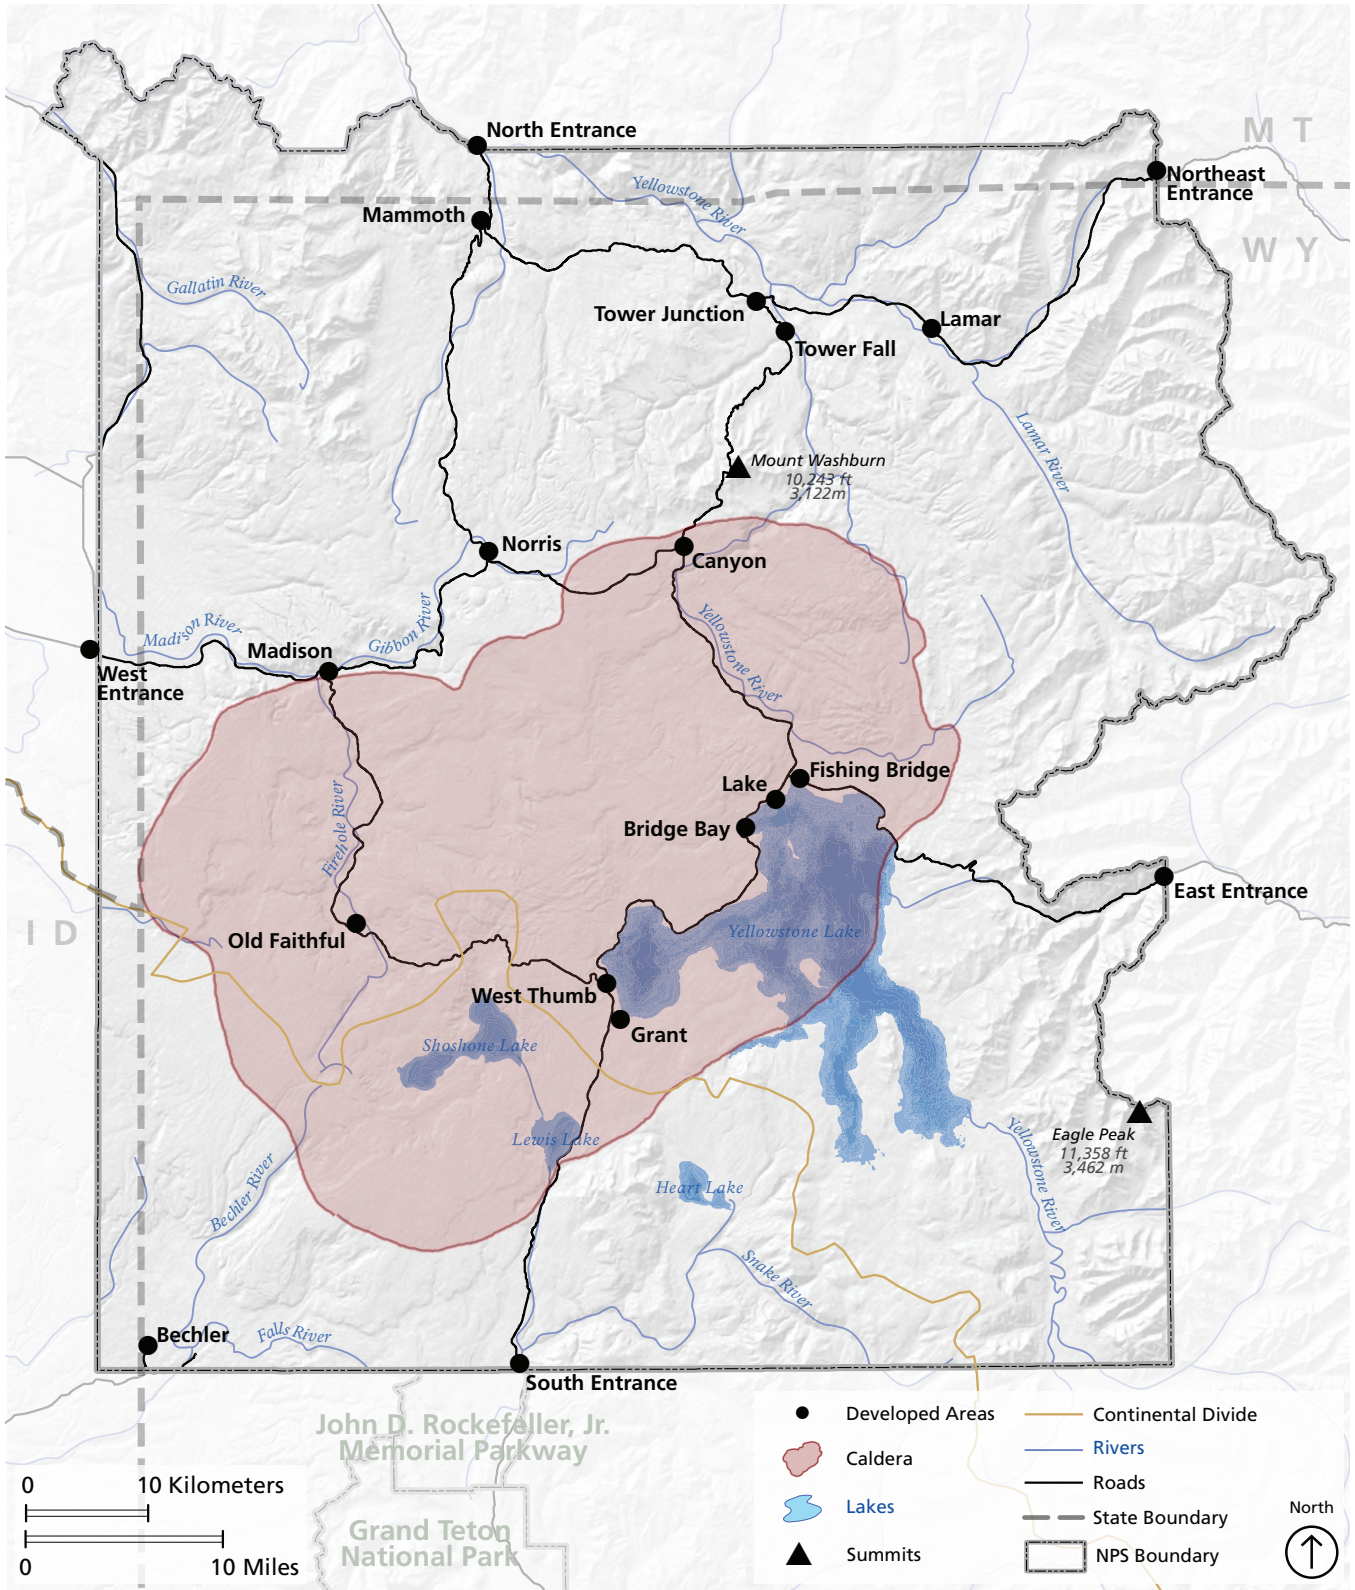 North Entrance
M T
Northeast
Entrance
Yellowstone River
Mammoth
W Y
Gallatin River
Tower Junction
Lamar
Tower Fall
Lamar River
Mount Washburn
10,243 ft
3,122m
Norris
Canyon
Madison River
Gibbon River
Yellowstone River
Madison
West
Entrance
Fishing Bridge
Lake
Firehole River
Bridge Bay
East Entrance
I D
Old Faithful
Yellowstone Lake
West Thumb
Grant
Shoshone Lake
Lewis Lake
Yellowstone River
Eagle Peak
11,358 ft
3,462 m
Heart Lake
Bechler River
Snake River
Bechler
Falls River
South Entrance
John D. Rockefeller, Jr.
Memorial Parkway
Grand Teton
National Park
0 10 Kilometers
0 10 Miles
Developed Areas
Caldera
Lakes
Summits
Continental Divide
Rivers
Roads
State Boundary
NPS Boundary
North